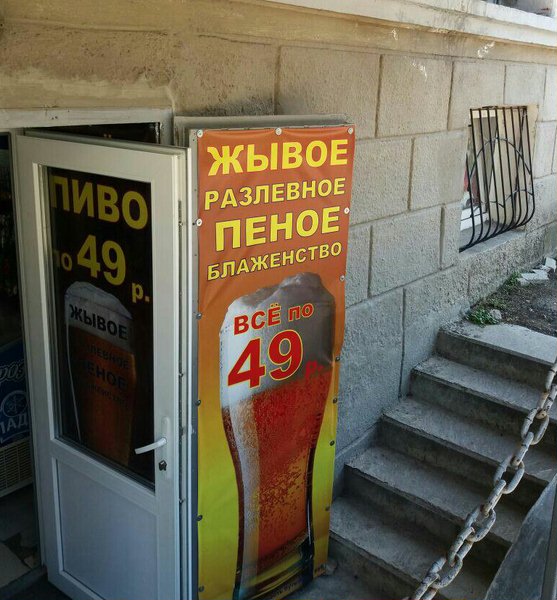 ПИВО
по 49 р.
ЖЫВОЕ
ПЕНОЕ
ЖЫВОЕ
РАЗЛЕВНОЕ
ПЕНОЕ
БЛАЖЕНСТВО
ВСЁ по
49